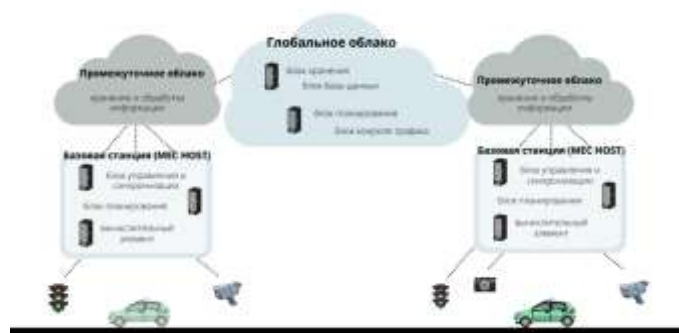 Глобальное облако
блок хранения
блок базы данных
блок планирования
блок контроля трафика
Промежуточное облако
хранение и обработка
информации
Базовая станция (MEC HOST)
блок управления и
синхронизации
блок планирования
вычислительный
элемент
Промежуточное облако
хранение и обработка
информации
Базовая станция (MEC HOST)
блок управления и
синхронизации
блок планирования
вычислительный
элемент